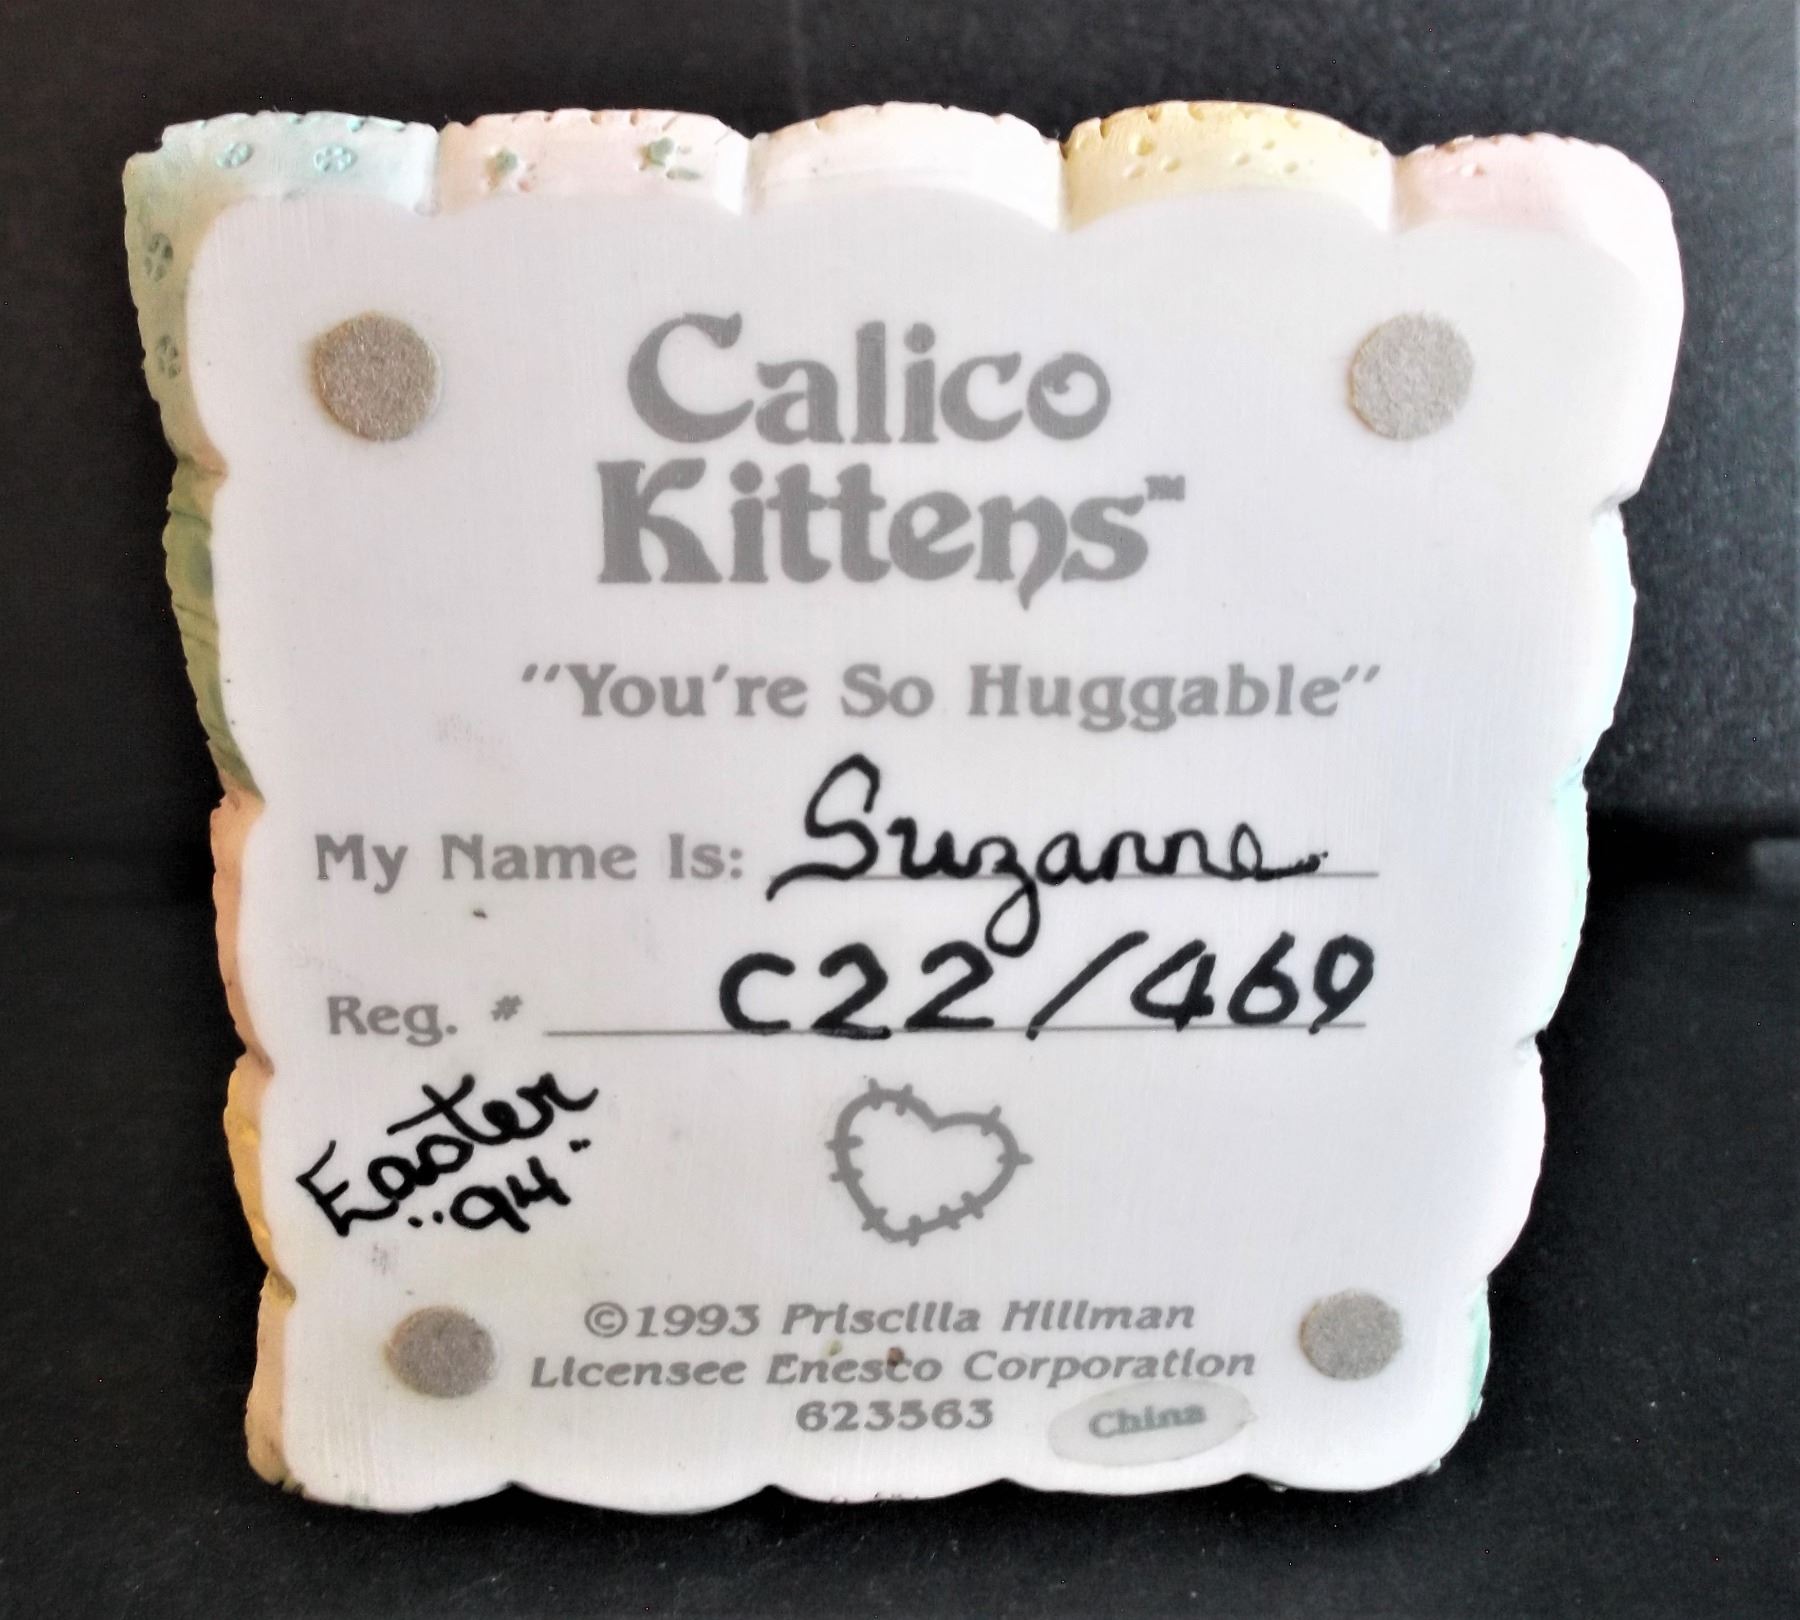 Calico
Kittens™
"You're So Huggable"
My Name Is: Suzanne
Reg. # C22/469
Easter
"94"
©1993 Priscilla Hillman
Licensee Enesco Corporation
623563
China